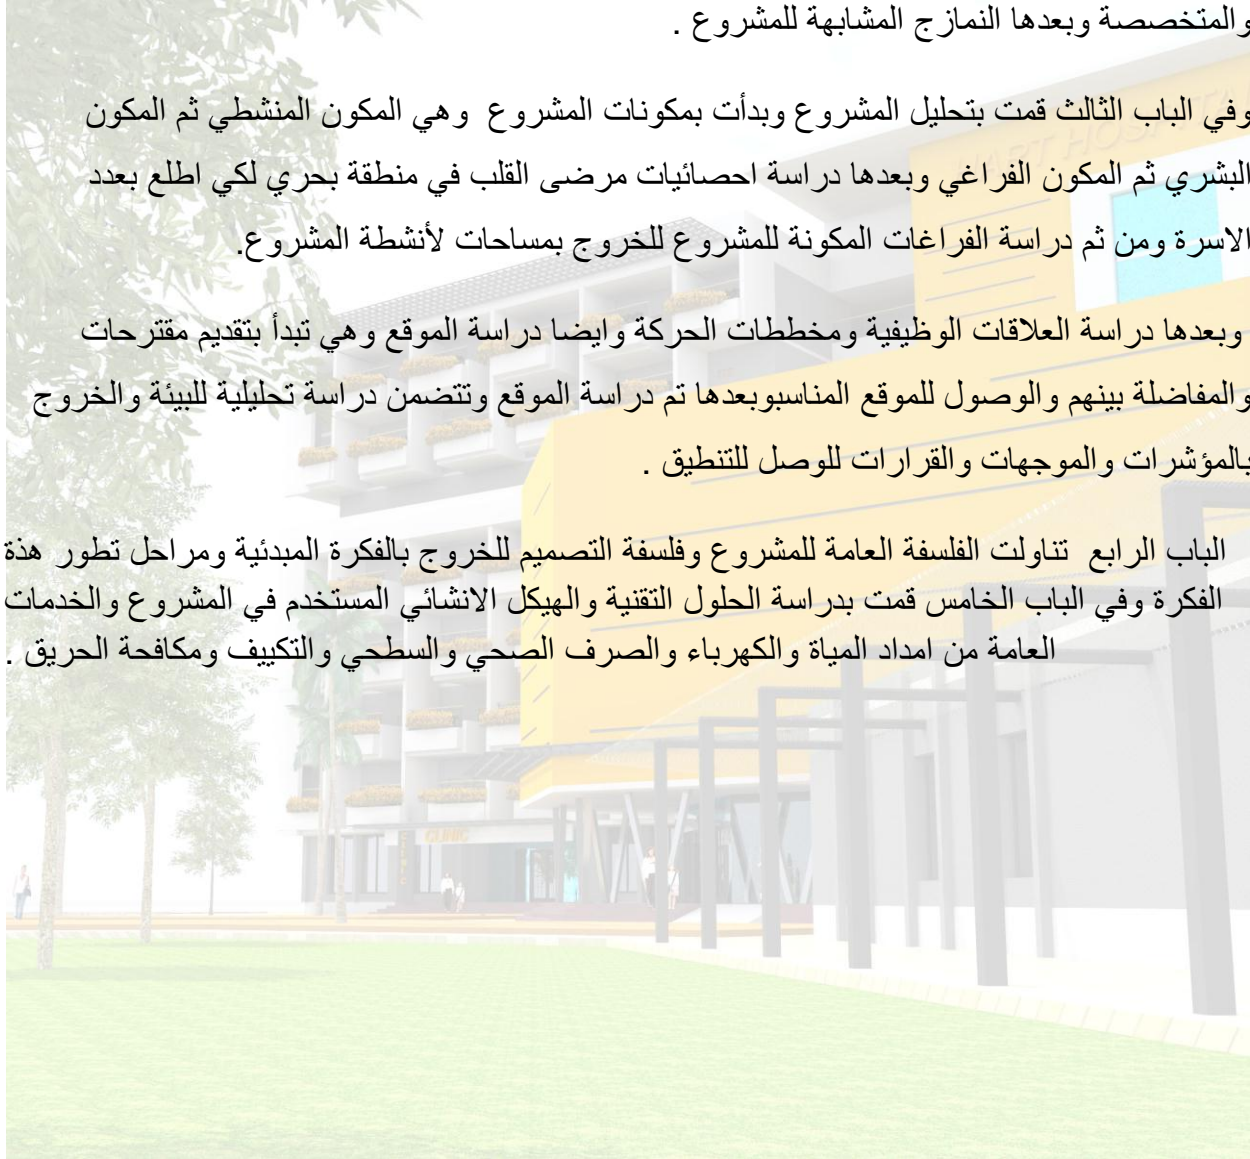 والمتخصصة وبعدها النمازج المشابهة للمشروع .
وفي الباب الثالث قمت بتحليل المشروع وبدأت بمكونات المشروع وهي المكون المنشطي ثم المكون
البشري ثم المكون الفراغي وبعدها دراسة احصائيات مرضى القلب في منطقة بحري لكي اطلع بعدد
الاسرة ومن ثم دراسة الفراغات المكونة للمشروع للخروج بمساحات لأنشطة المشروع.
وبعدها دراسة العلاقات الوظيفية ومخططات الحركة وايضا دراسة الموقع وهي تبدأ بتقديم مقترحات
والمفاضلة بينهم والوصول للموقع المناسبوبعدها تم دراسة الموقع وتتضمن دراسة تحليلية للبيئة والخروج
بالمؤشرات والموجهات والقرارات للوصل للتنطيق .
الباب الرابع تناولت الفلسفة العامة للمشروع وفلسفة التصميم للخروج بالفكرة المبدئية ومراحل تطور هذة
الفكرة وفي الباب الخامس قمت بدراسة الحلول التقنية والهيكل الانشائي المستخدم في المشروع والخدمات
العامة من امداد المياة والكهرباء والصرف الصحي والسطحي والتكييف ومكافحة الحريق .
CLINIC